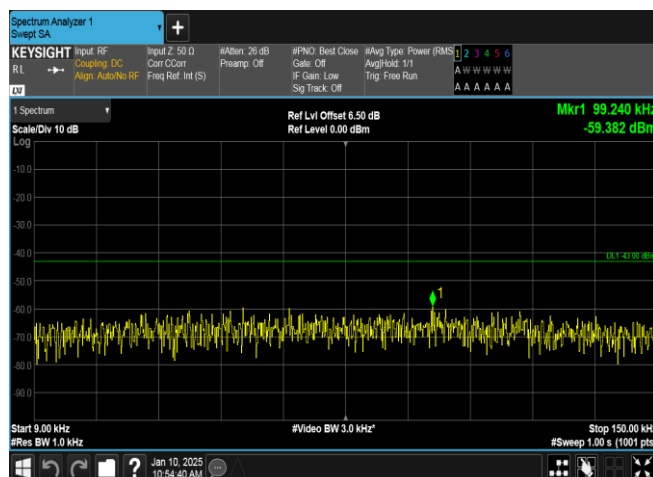 Spectrum Analyzer 1
Swept SA
+
KEYSIGHT
RL
LXI
Input: RF
Coupling: DC
Align: Auto/No RF
Input Z: 50 Ω
Corr CCorr
Freq Ref: Int (S)
#Atten: 26 dB
Preamp: Off
#PNO: Best Close
Gate: Off
IF Gain: Low
Sig Track: Off
#Avg Type: Power (RMS
Avg|Hold: 1/1
Trig: Free Run
1 2 3 4 5 6
A W W W W W
A A A A A A
1 Spectrum
Scale/Div 10 dB
Log
Ref Lvl Offset 6.50 dB
Ref Level 0.00 dBm
Mkr1 99.240 kHz
-59.382 dBm
-10.0
-20.0
-30.0
-40.0
DL1 -43.00 dBm
-50.0
1
-60.0
-70.0
-80.0
-90.0
Start 9.00 kHz
#Video BW 3.0 kHz*
Stop 150.00 kHz
#Res BW 1.0 kHz
#Sweep 1.00 s (1001 pts
?
Jan 10, 2025
10:54:40 AM